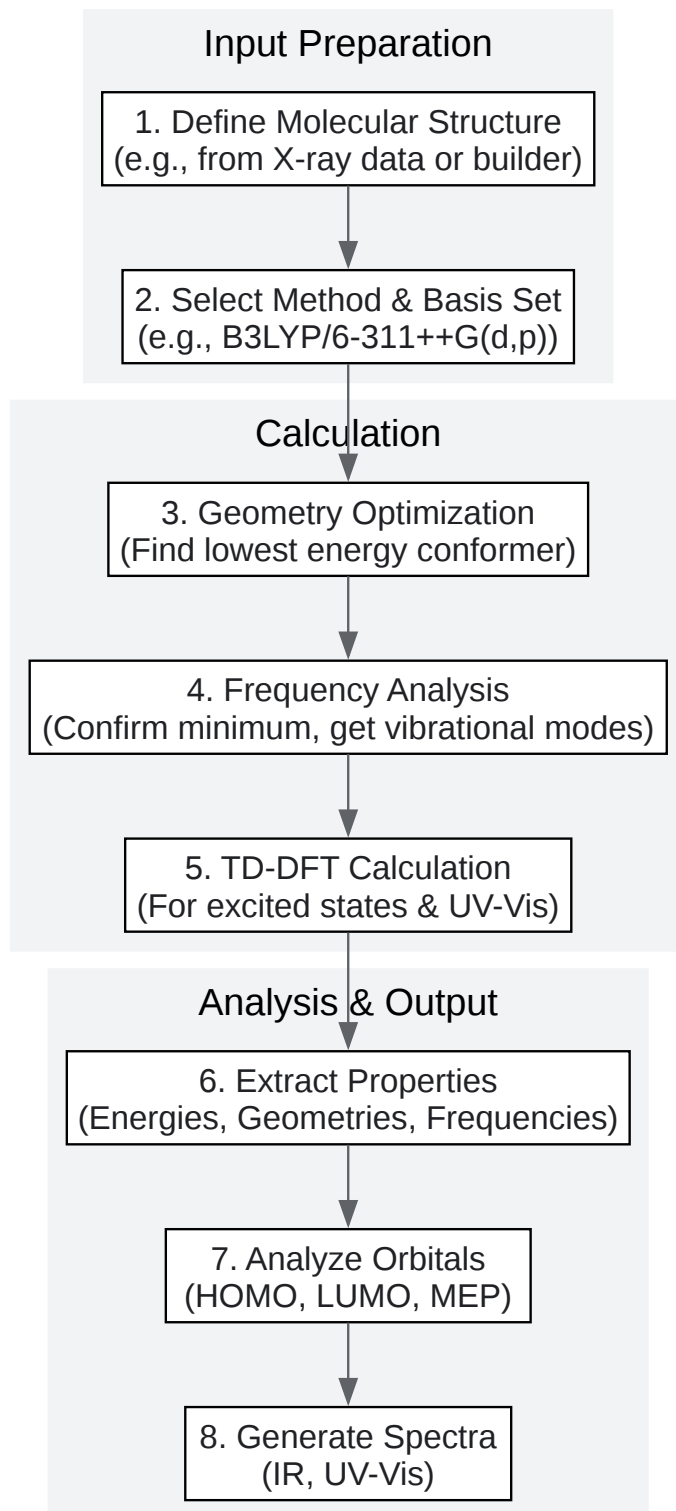 Input Preparation
1. Define Molecular Structure
(e.g., from X-ray data or builder)
2. Select Method & Basis Set
(e.g., B3LYP/6-311++G(d,p))
Calculation
3. Geometry Optimization
(Find lowest energy conformer)
4. Frequency Analysis
(Confirm minimum, get vibrational modes)
5. TD-DFT Calculation
(For excited states & UV-Vis)
Analysis & Output
6. Extract Properties
(Energies, Geometries, Frequencies)
7. Analyze Orbitals
(HOMO, LUMO, MEP)
8. Generate Spectra
(IR, UV-Vis)